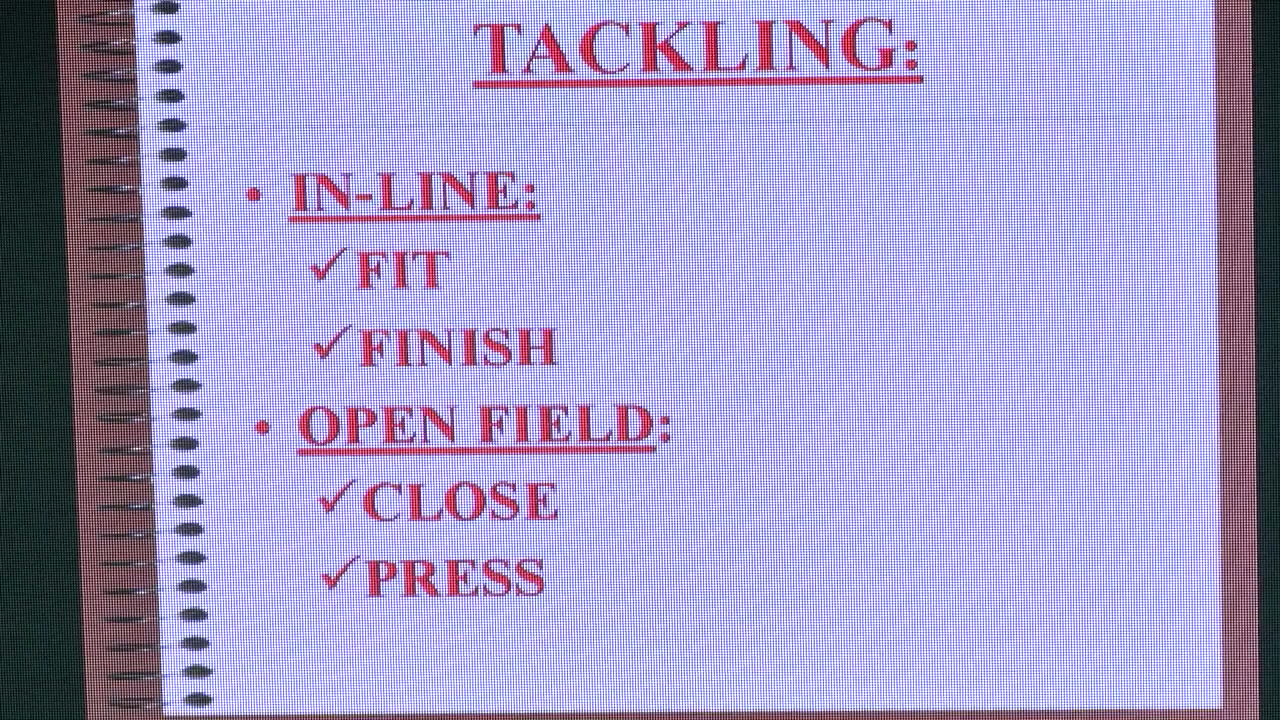 TACKLING:
• IN-LINE:
✓FIT
✓FINISH
• OPEN FIELD:
✓CLOSE
✓PRESS